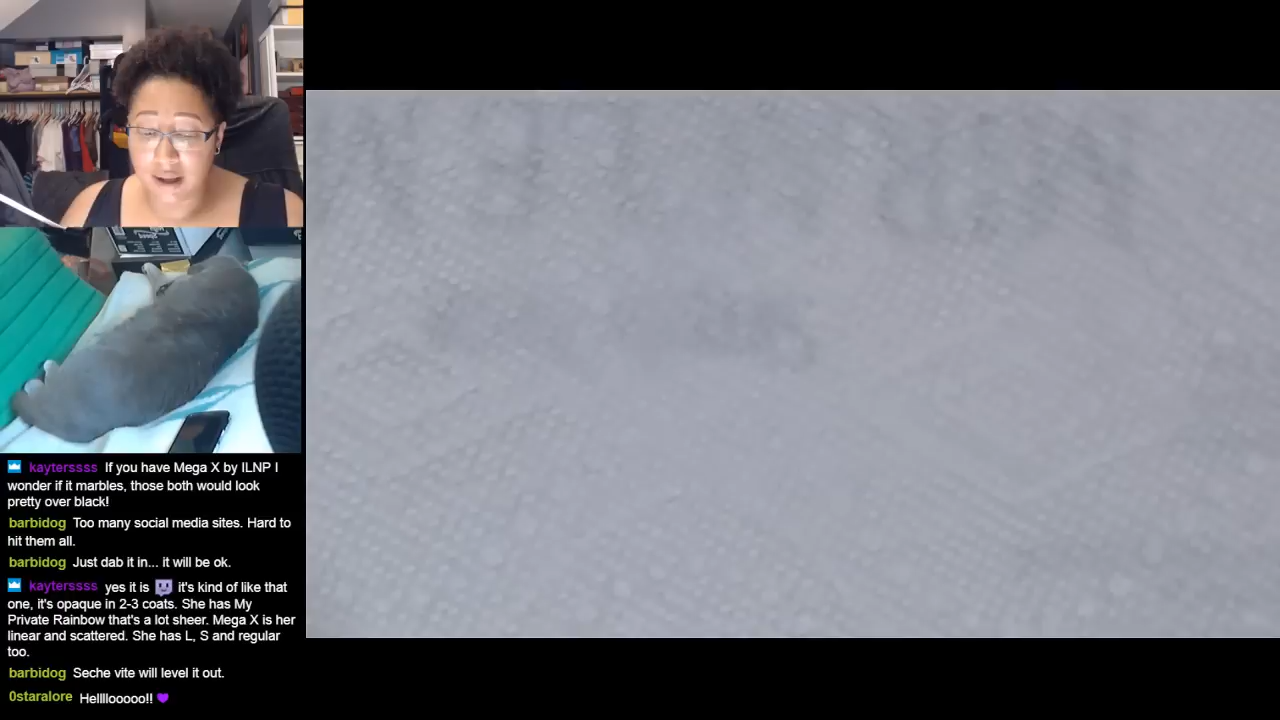 kayterssss If you have Mega X by ILNP I
wonder if it marbles, those both would look
pretty over black!
barbidog Too many social media sites. Hard to
hit them all.
barbidog Just dab it in... it will be ok.
kayterssss yes it is it's kind of like that
one, it's opaque in 2-3 coats. She has My
Private Rainbow that's a lot sheer. Mega X is her
linear and scattered. She has L, S and regular
too.
barbidog Seche vite will level it out.
0staralore Hellllooooo!! 💜